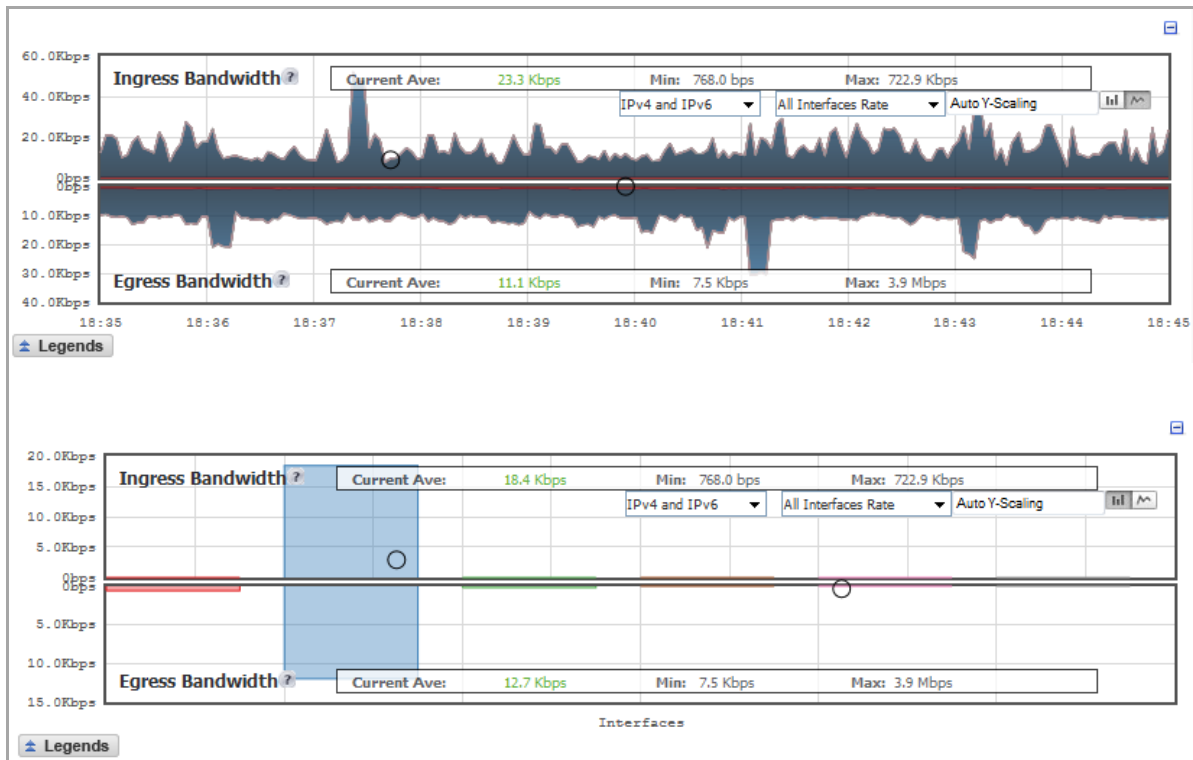 60.0Kbps
Ingress Bandwidth ? Current Ave: 23.3 Kbps Min: 768.0 bps Max: 722.9 Kbps
40.0Kbps IPv4 and IPv6 All Interfaces Rate Auto Y-Scaling
20.0Kbps
0bps
0bps
10.0Kbps
20.0Kbps
30.0Kbps
Egress Bandwidth ? Current Ave: 11.1 Kbps Min: 7.5 Kbps Max: 3.9 Mbps
40.0Kbps
18:35 18:36 18:37 18:38 18:39 18:40 18:41 18:42 18:43 18:44 18:45
Legends
20.0Kbps
Ingress Bandwidth ? Current Ave: 18.4 Kbps Min: 768.0 bps Max: 722.9 Kbps
15.0Kbps
IPv4 and IPv6 All Interfaces Rate Auto Y-Scaling
10.0Kbps
5.0Kbps
0bps
0bps
5.0Kbps
10.0Kbps
Egress Bandwidth ? Current Ave: 12.7 Kbps Min: 7.5 Kbps Max: 3.9 Mbps
15.0Kbps
Interfaces
Legends